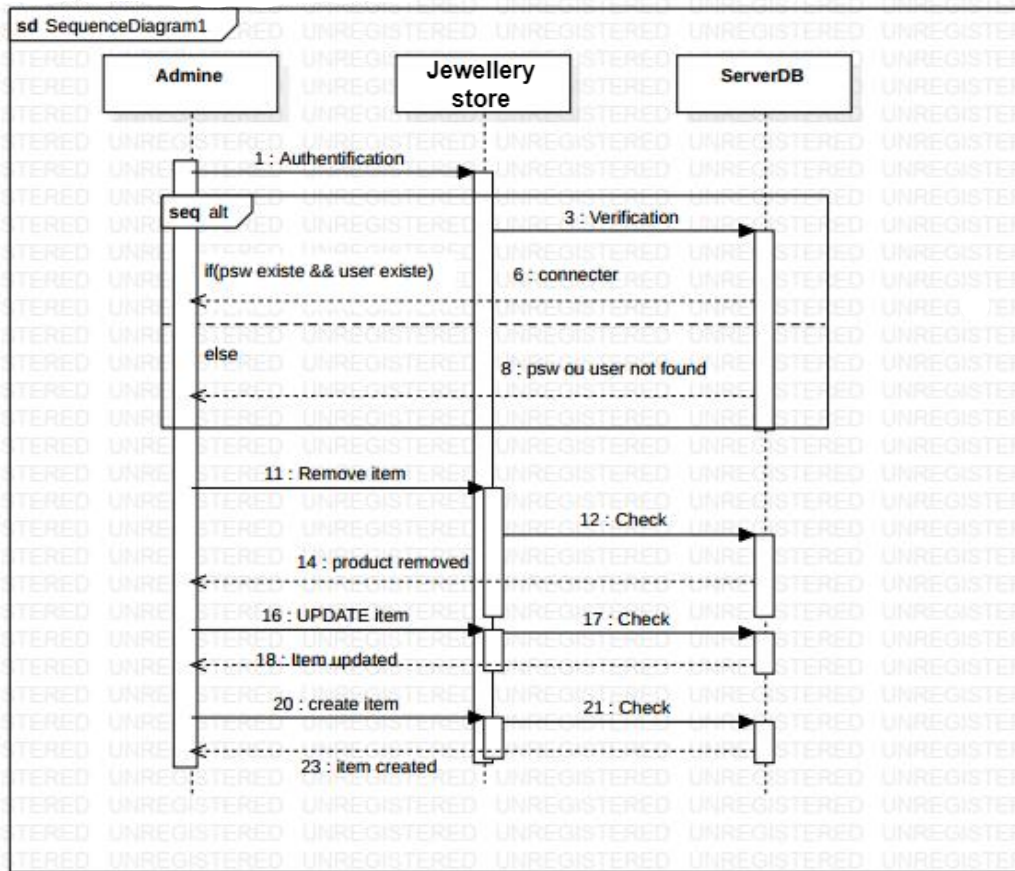 sd SequenceDiagram1
Admine
Jewellery
store
ServerDB
1 : Authentification
seq alt
3 : Verification
if(psw existe && user existe)
6 : connecter
else
8 : psw ou user not found
11 : Remove item
12 : Check
14 : product removed
16 : UPDATE item
17 : Check
18 : Item updated
20 : create item
21 : Check
23 : item created
UNREGISTERED